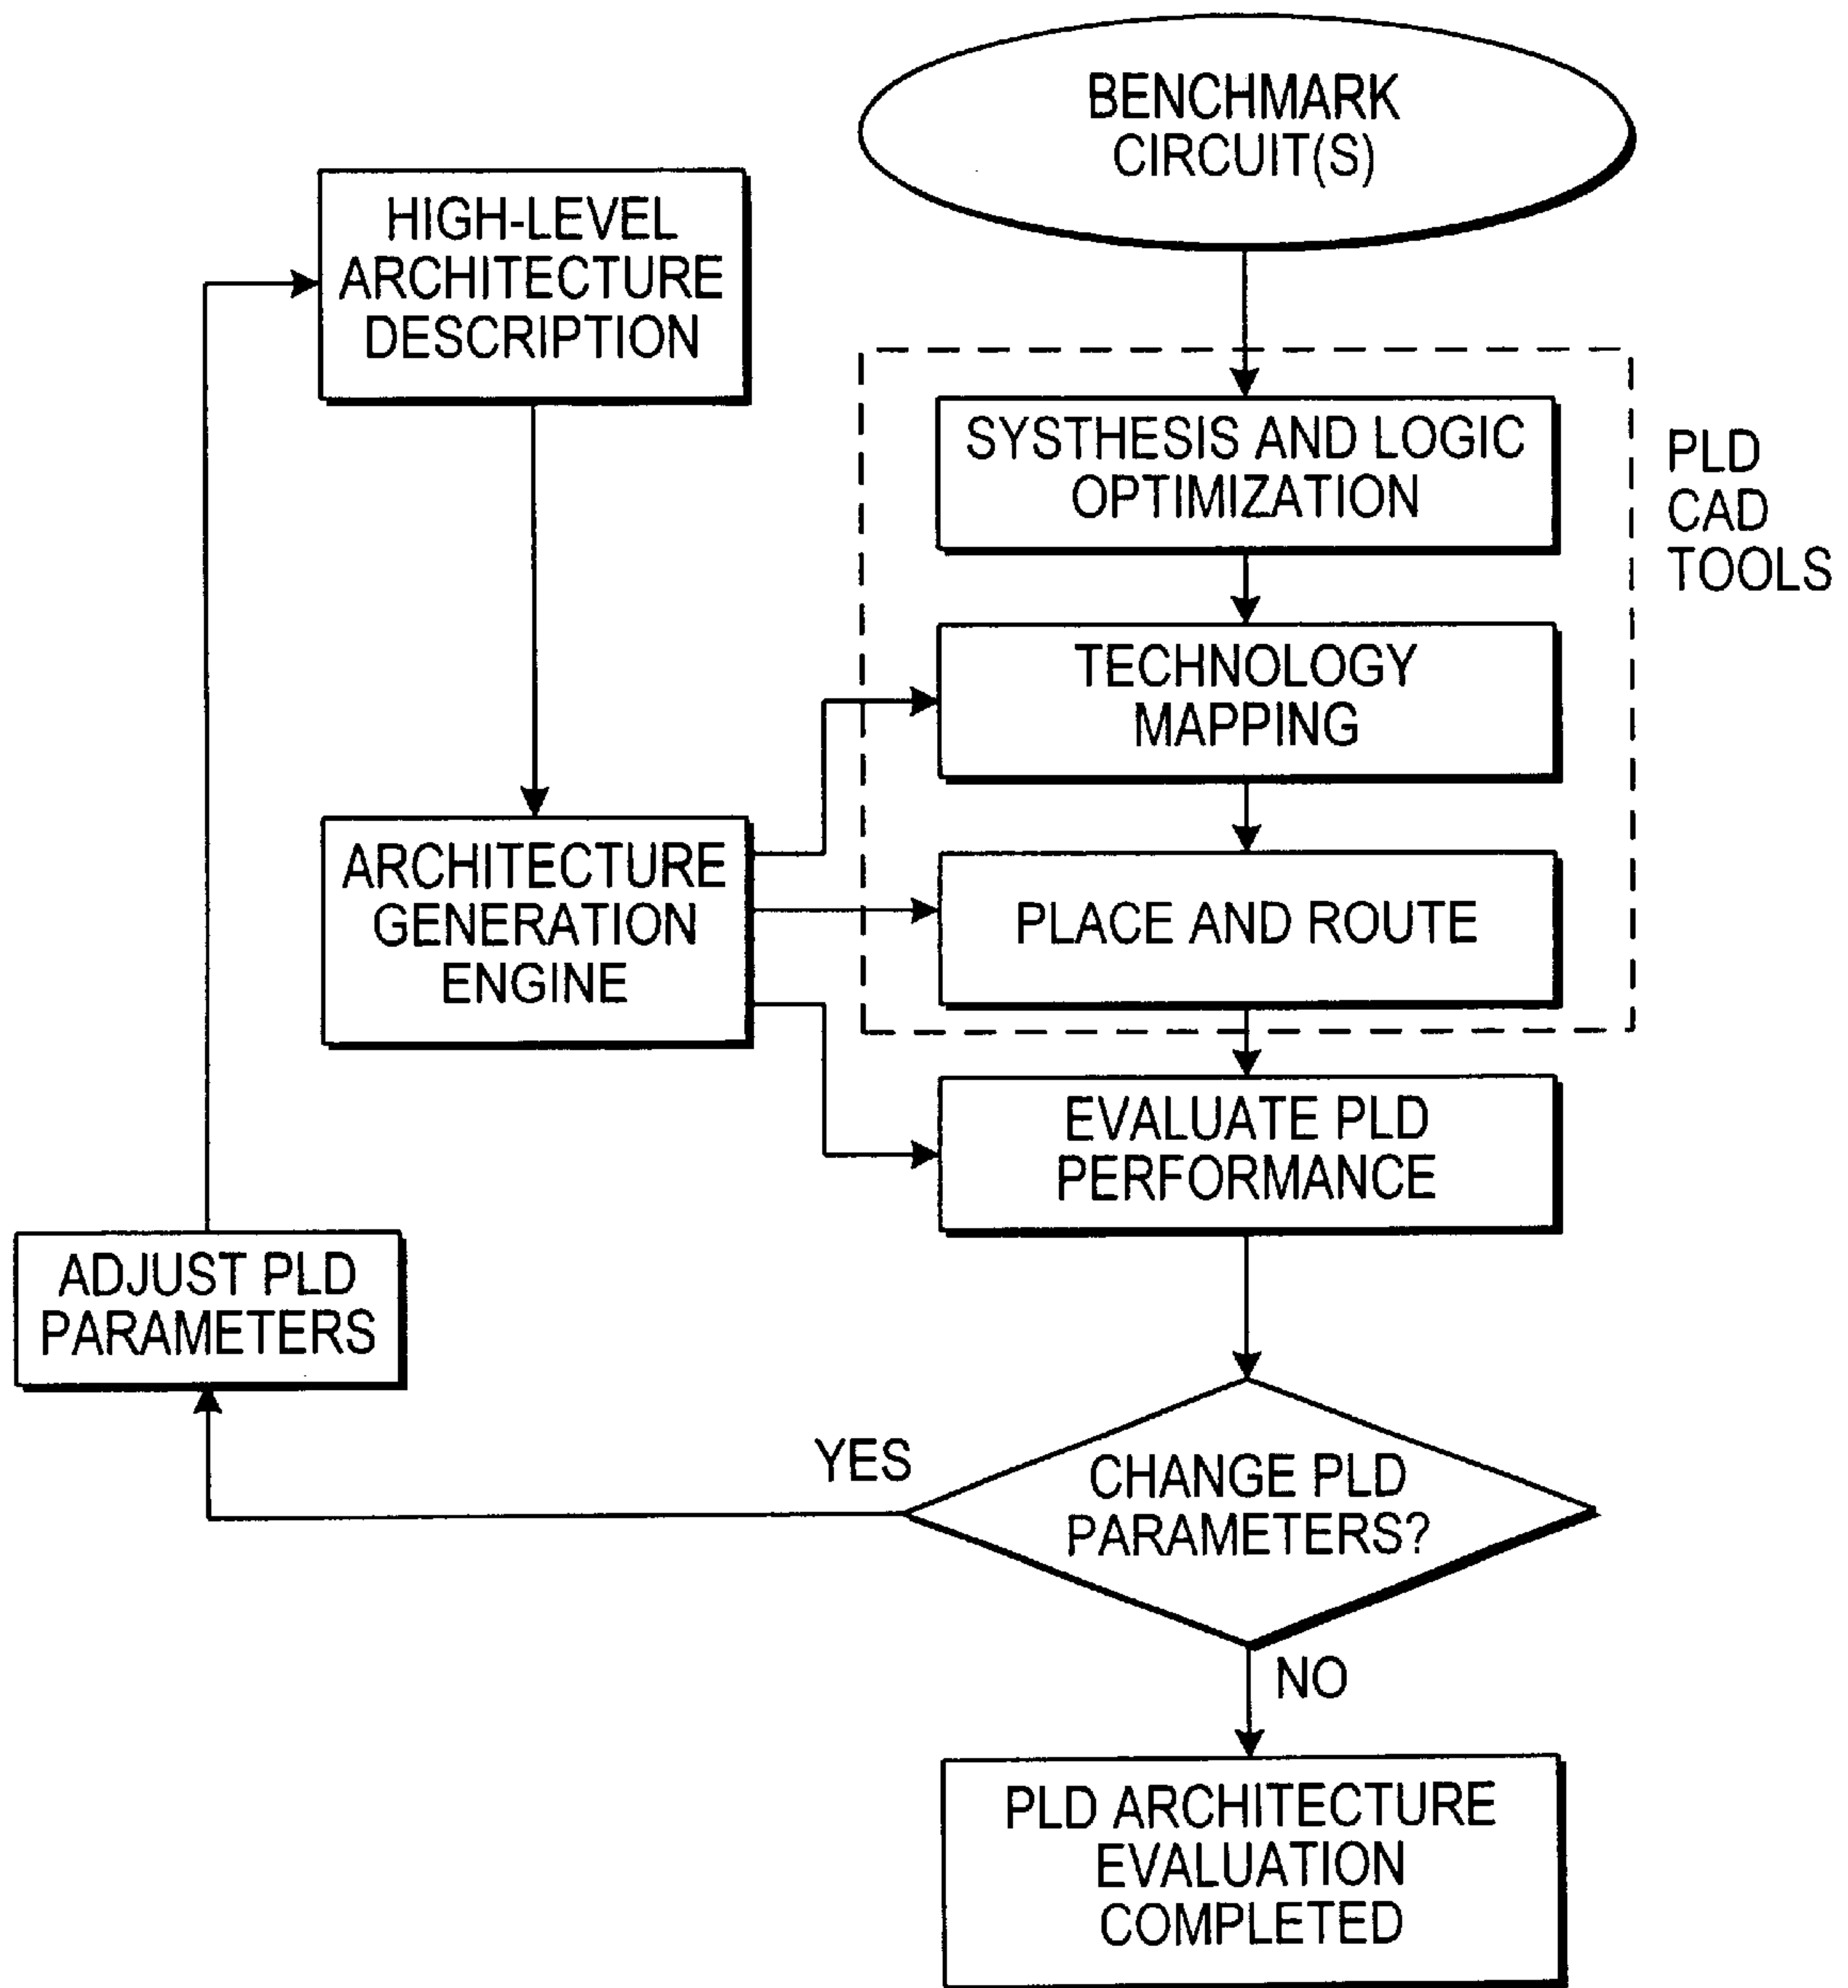 BENCHMARK
CIRCUIT(S)
HIGH-LEVEL
ARCHITECTURE
DESCRIPTION
SYSTHESIS AND LOGIC
OPTIMIZATION
PLD
CAD
TOOLS
TECHNOLOGY
MAPPING
ARCHITECTURE
GENERATION
ENGINE
PLACE AND ROUTE
EVALUATE PLD
PERFORMANCE
ADJUST PLD
PARAMETERS
YES
CHANGE PLD
PARAMETERS?
NO
PLD ARCHITECTURE
EVALUATION
COMPLETED